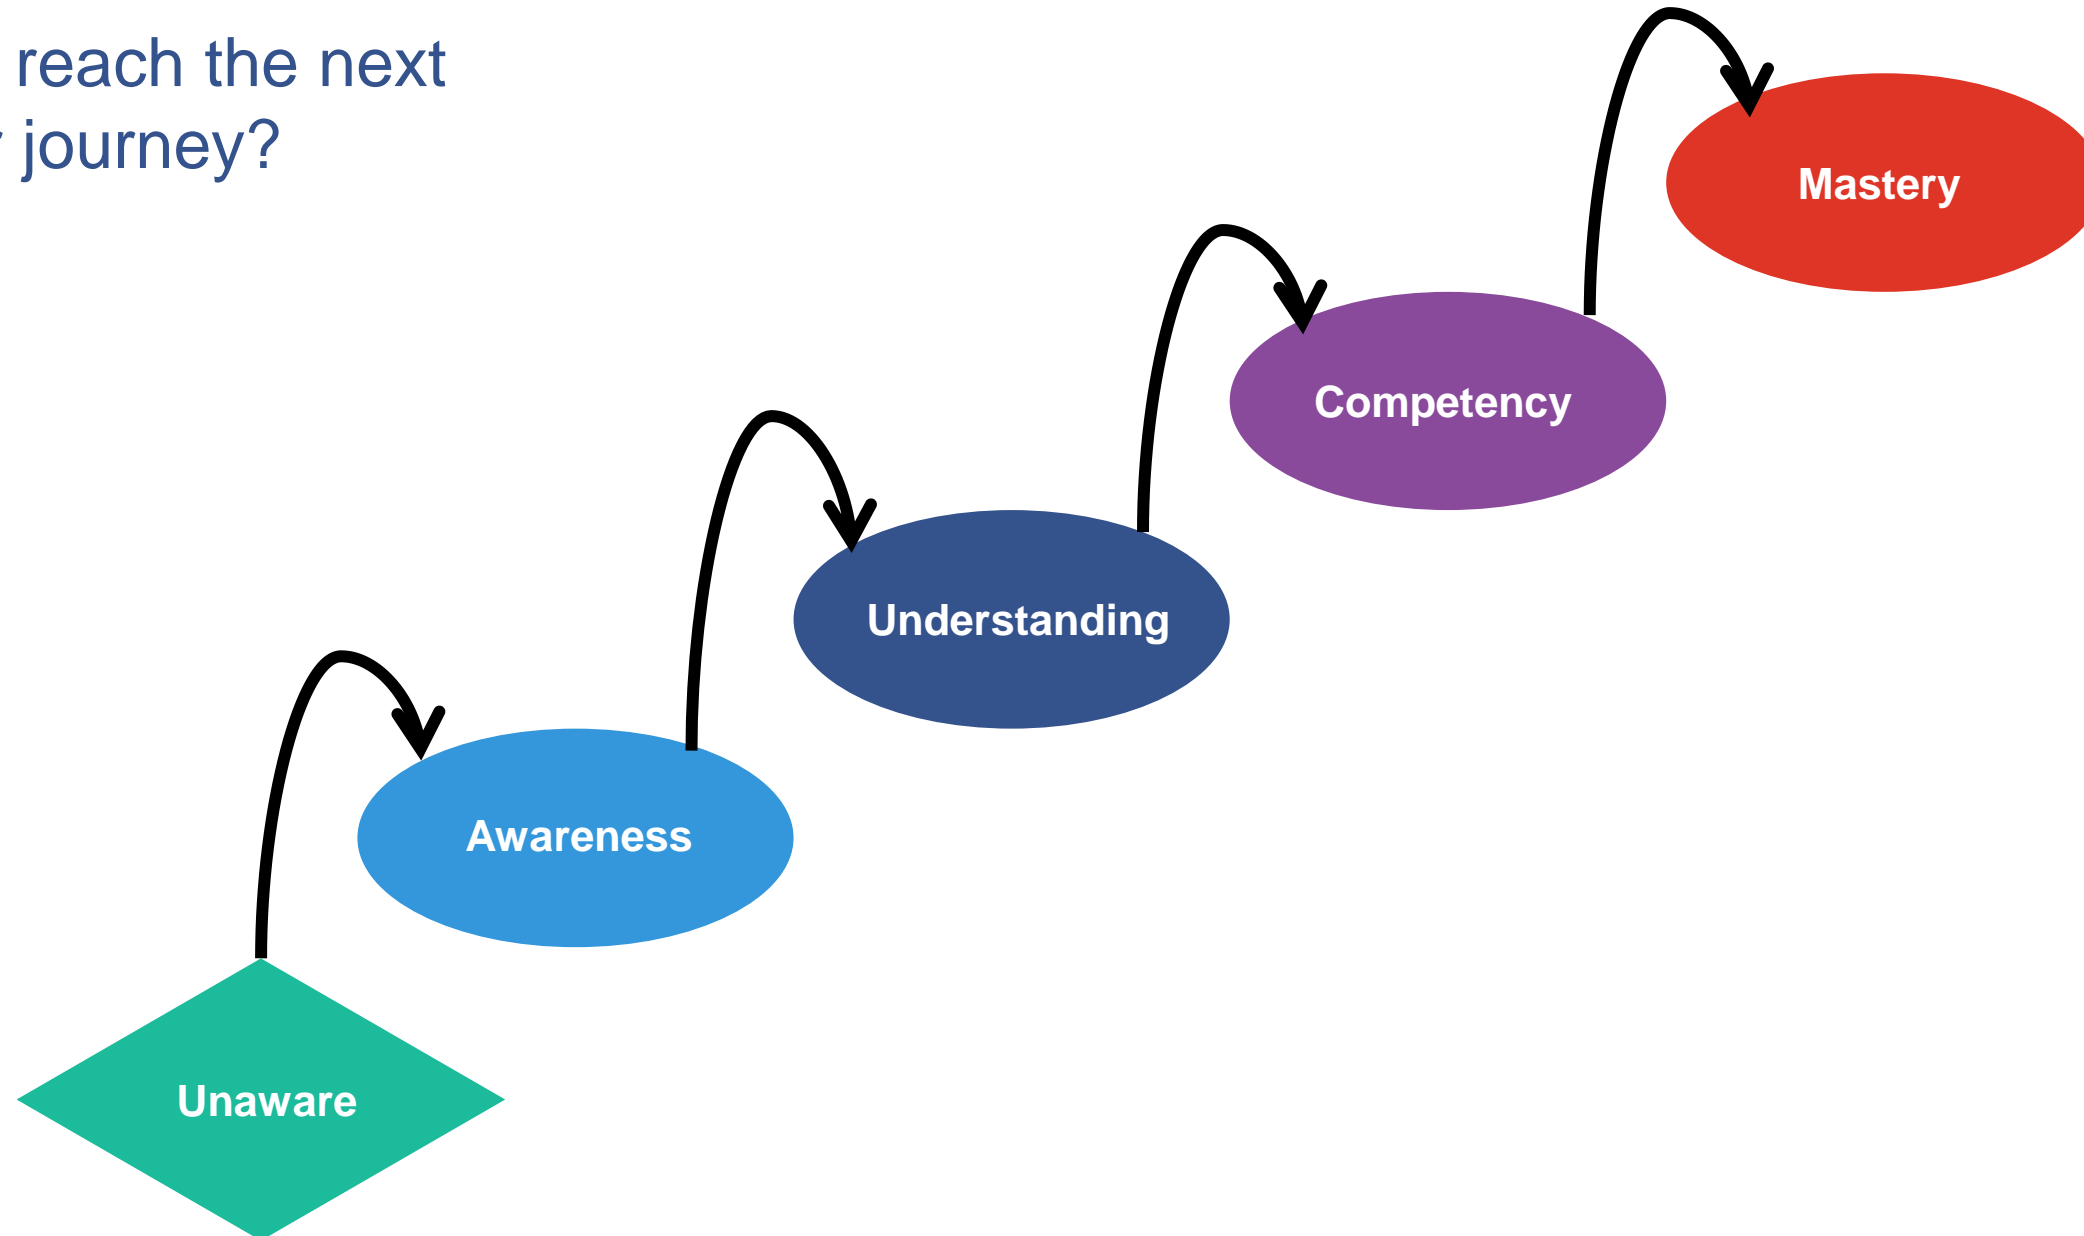 reach the next
journey?
Mastery
Competency
Understanding
Awareness
Unaware